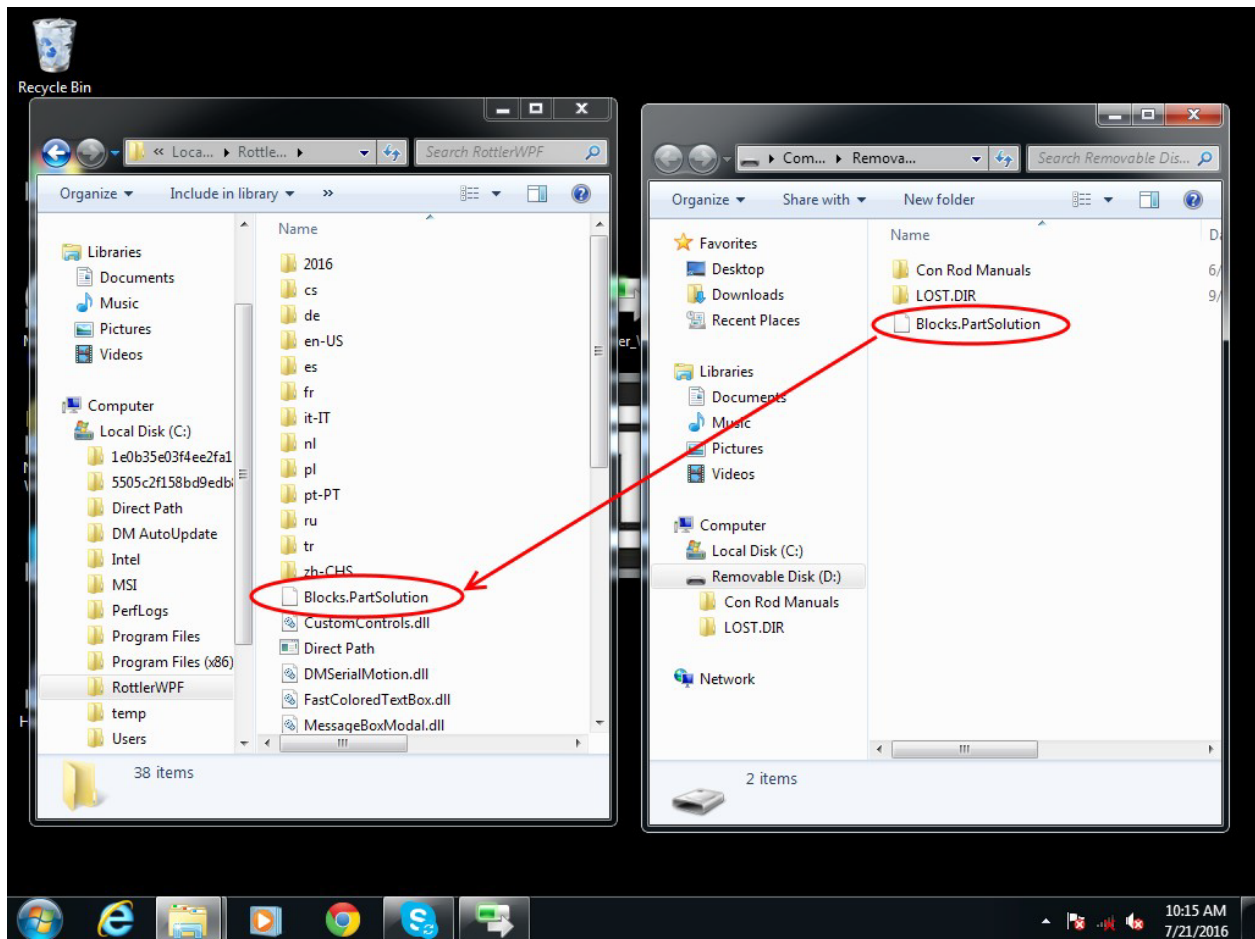 Recycle Bin
« Loca... Rottle...
Search RottlerWPF
Organize
Include in library
»
Libraries
Documents
Music
Pictures
Videos
Computer
Local Disk (C:)
1e0b35e03f4ee2fa1
5505c2f158bd9edb
Direct Path
DM AutoUpdate
Intel
MSI
PerfLogs
Program Files
Program Files (x86)
RottlerWPF
temp
Users
Name
2016
cs
de
en-US
es
fr
it-IT
nl
pl
pt-PT
ru
tr
zh-CHS
Blocks.PartSolution
CustomControls.dll
Direct Path
DMSerialMotion.dll
FastColoredTextBox.dll
MessageBoxModal.dll
38 items
er_
Com... Remova...
Search Removable Dis...
Organize
Share with
New folder
Favorites
Desktop
Downloads
Recent Places
Libraries
Documents
Music
Pictures
Videos
Computer
Local Disk (C:)
Removable Disk (D:)
Con Rod Manuals
LOST.DIR
Network
Name
Con Rod Manuals
6/
LOST.DIR
9/
Blocks.PartSolution
2 items
10:15 AM
7/21/2016